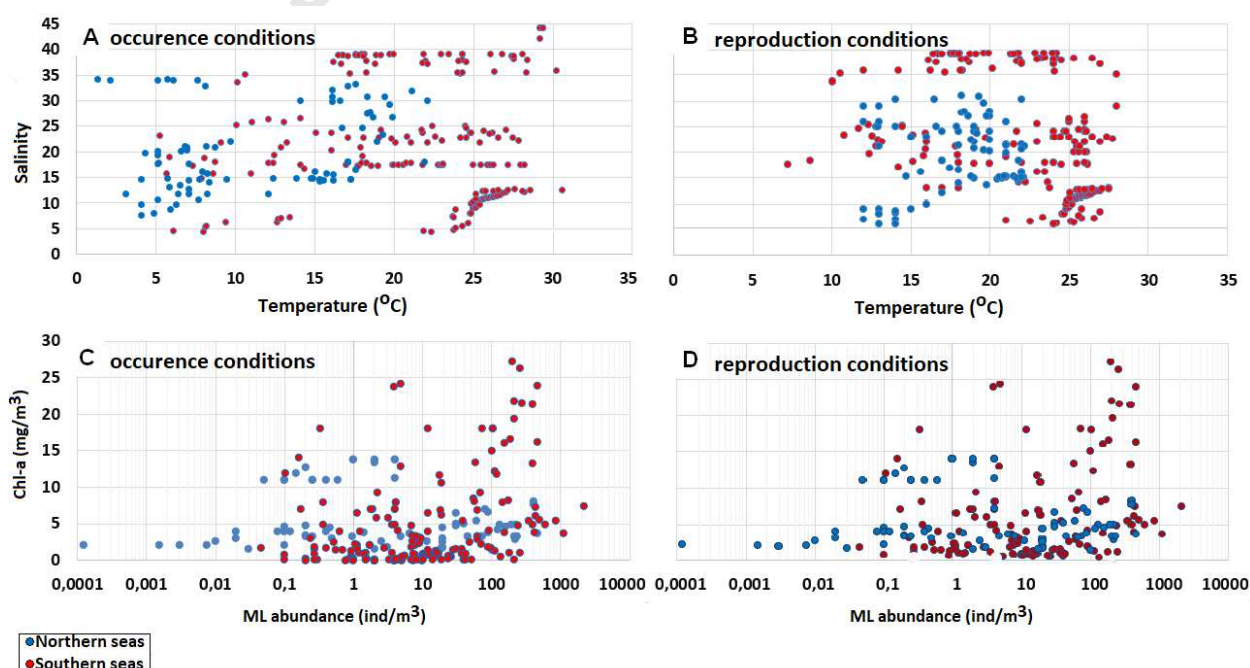 A occurence conditions
B reproduction conditions
Salinity
45
40
35
30
25
20
15
10
5
0
0 5 10 15 20 25 30 35
Temperature (°C)
0 5 10 15 20 25 30 35
Temperature (°C)
C occurence conditions
D reproduction conditions
Chl-a (mg/m³)
30
25
20
15
10
5
0
0,0001 0,001 0,01 0,1 1 10 100 1000 10000
ML abundance (ind/m³)
0,0001 0,001 0,01 0,1 1 10 100 1000 10000
ML abundance (ind/m³)
Northern seas
Southern seas